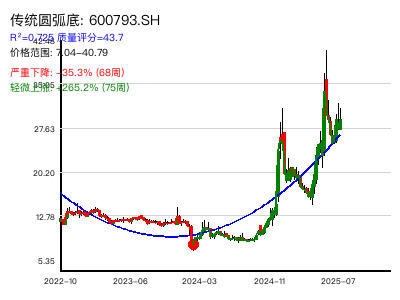 传统圆弧底: 600793.SH
R²=0.725 质量评分=43.7
价格范围: 7.04-40.79
严重下降: -35.3% (68周)
轻微上涨: +265.2% (75周)
27.63
20.20
12.78
5.35
2022-10
2023-06
2024-03
2024-11
2025-07